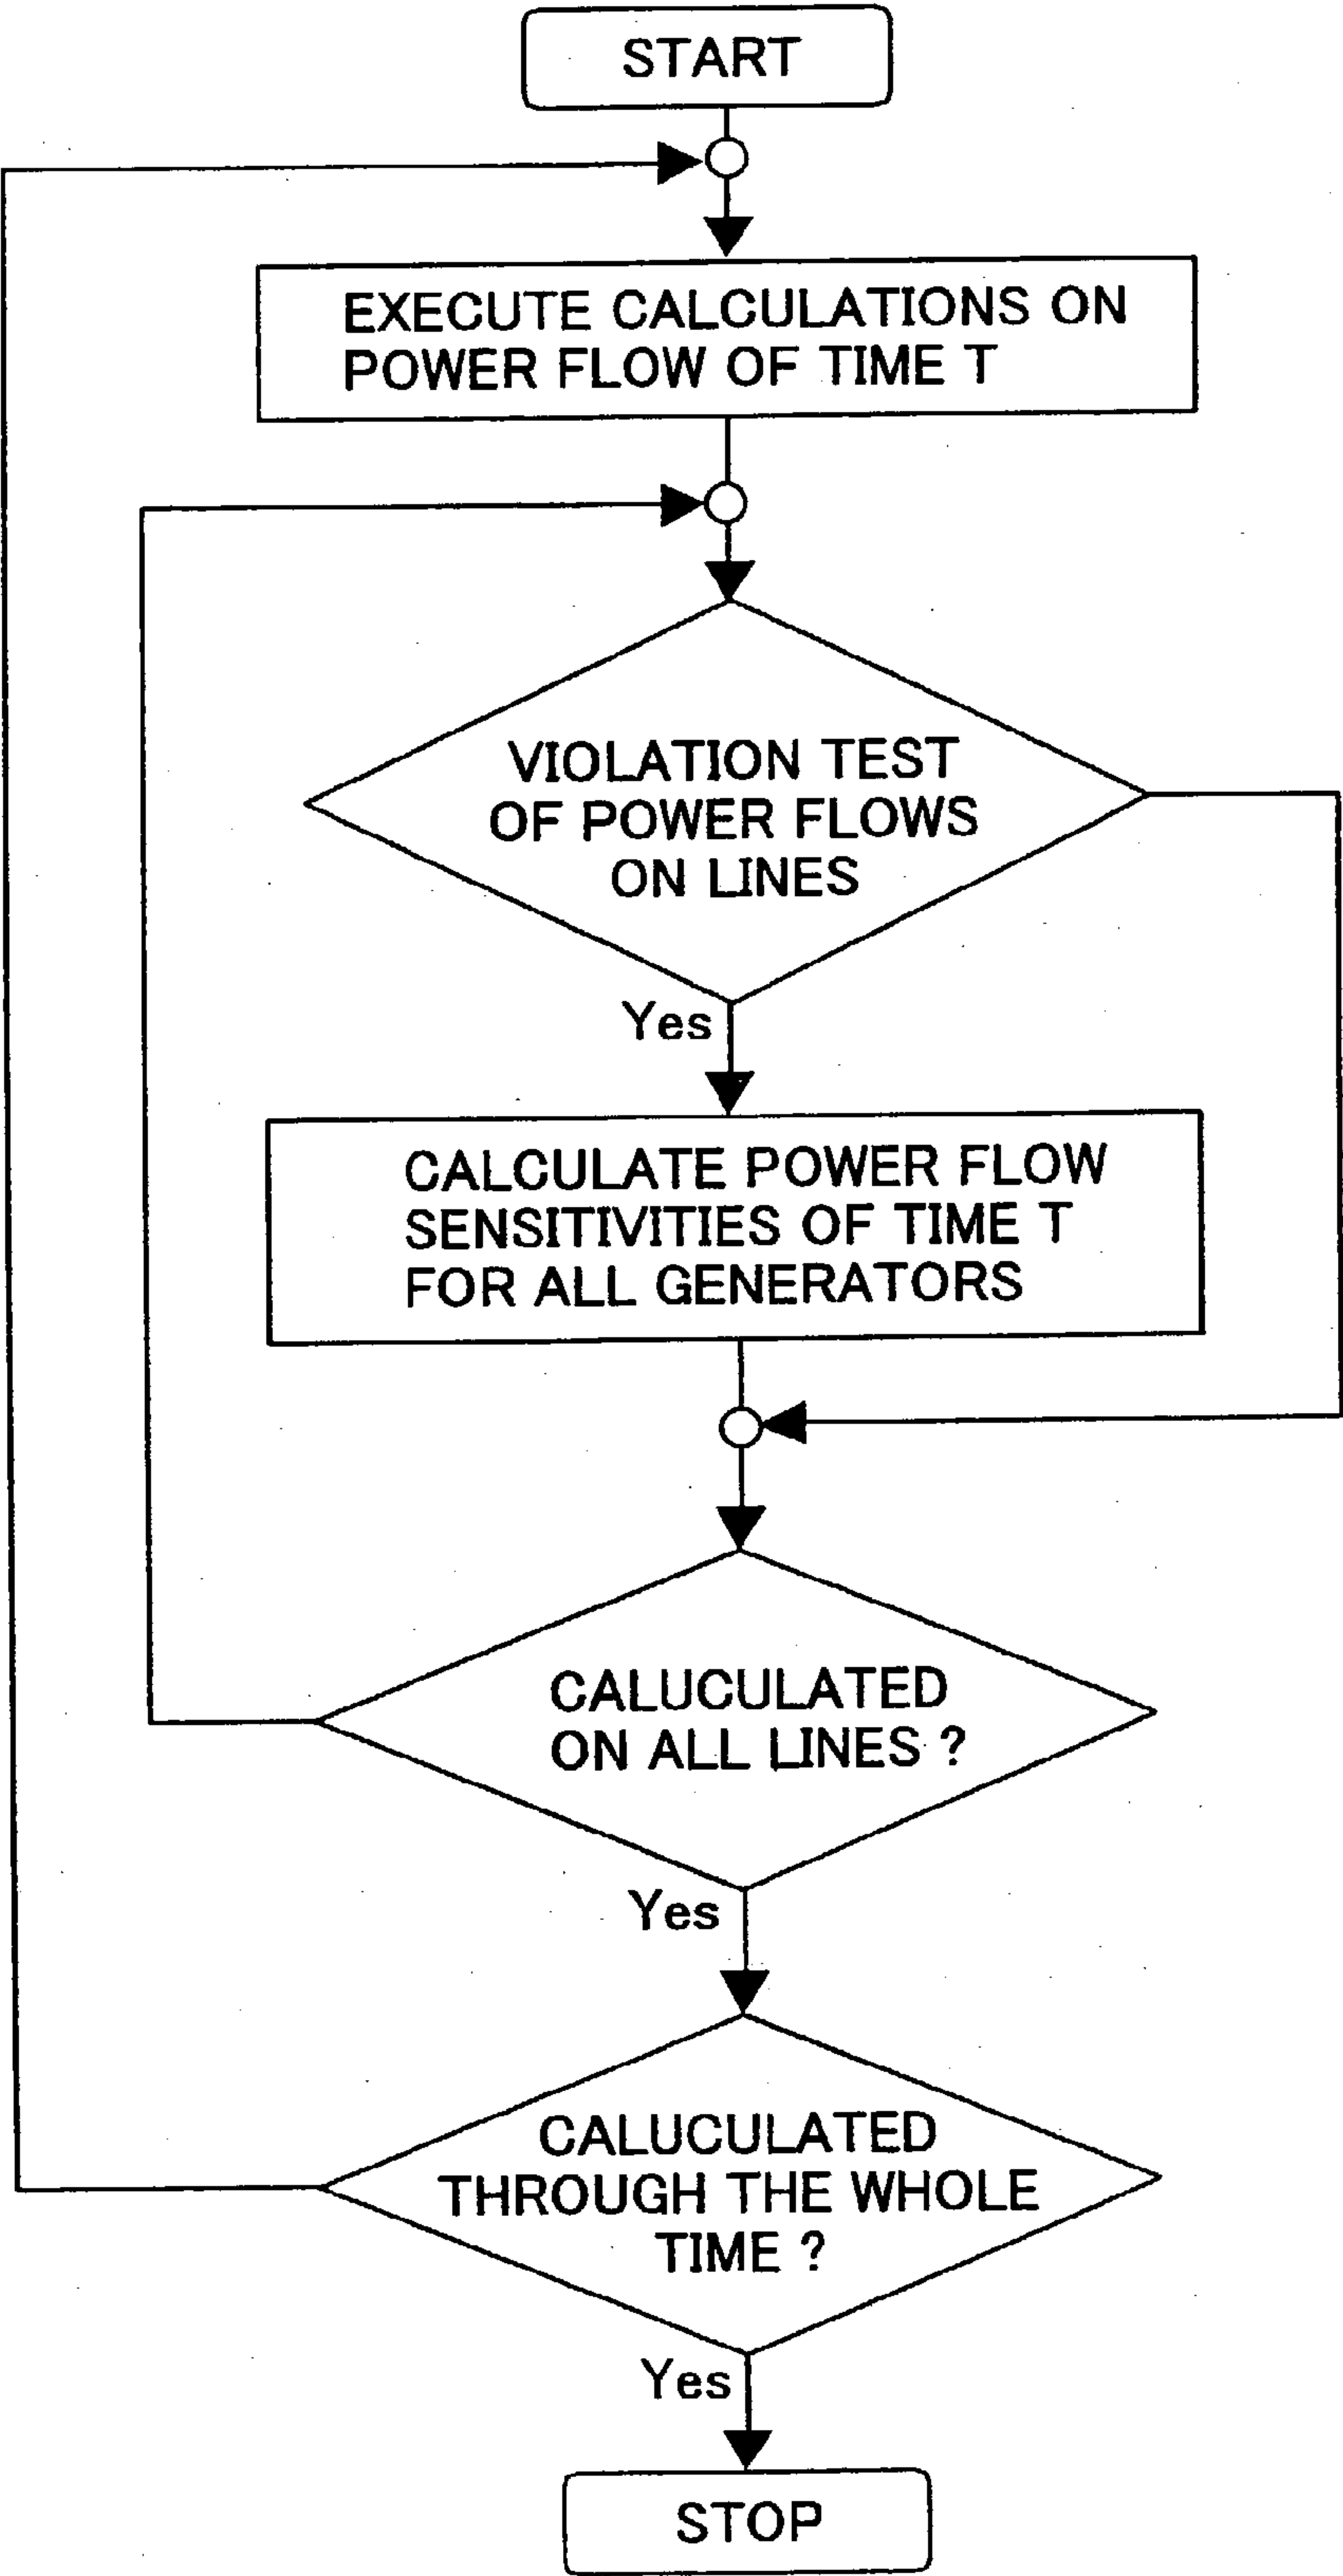 START
EXECUTE CALCULATIONS ON
POWER FLOW OF TIME T
VIOLATION TEST
OF POWER FLOWS
ON LINES
Yes
CALCULATE POWER FLOW
SENSITIVITIES OF TIME T
FOR ALL GENERATORS
CALUCULATED
ON ALL LINES ?
Yes
CALUCULATED
THROUGH THE WHOLE
TIME ?
Yes
STOP